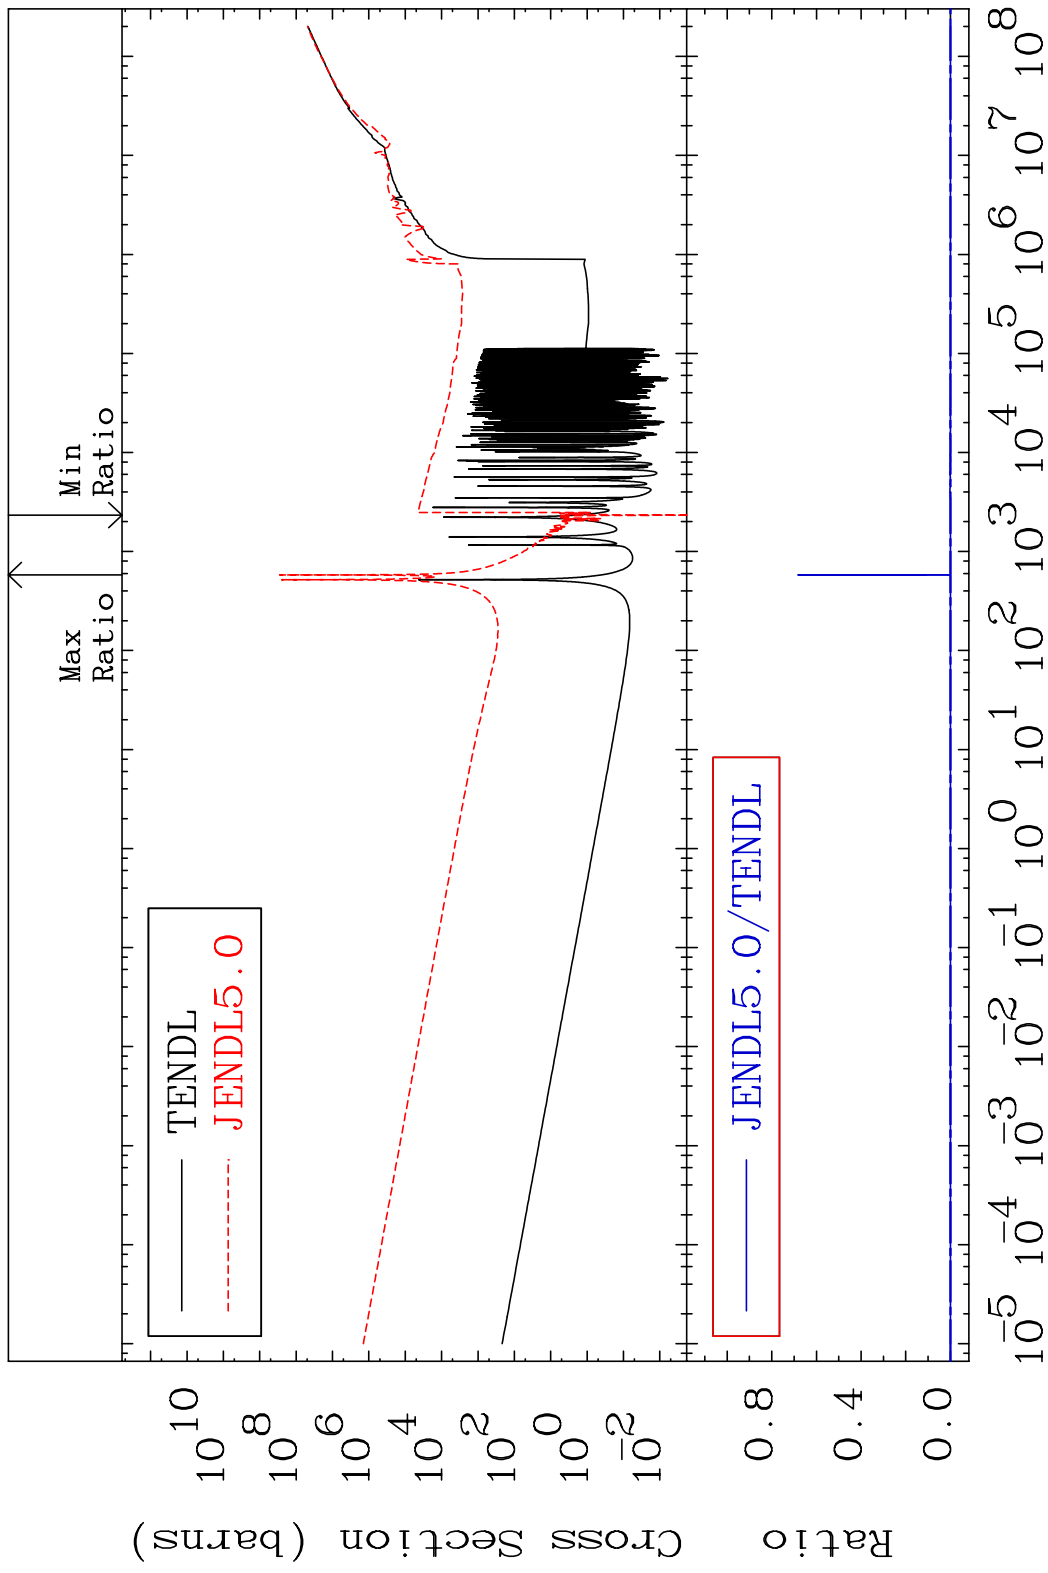 Max
Ratio
Min
Ratio
TENDL
JENDL5.0
10^10
10^8
10^6
10^4
10^2
10^0
10^-2
Cross Section (barns)
JENDL5.0/TENDL
0.8
0.4
0.0
Ratio
10^-5 10^-4 10^-3 10^-2 10^-1 10^0 10^1 10^2 10^3 10^4 10^5 10^6 10^7 10^8